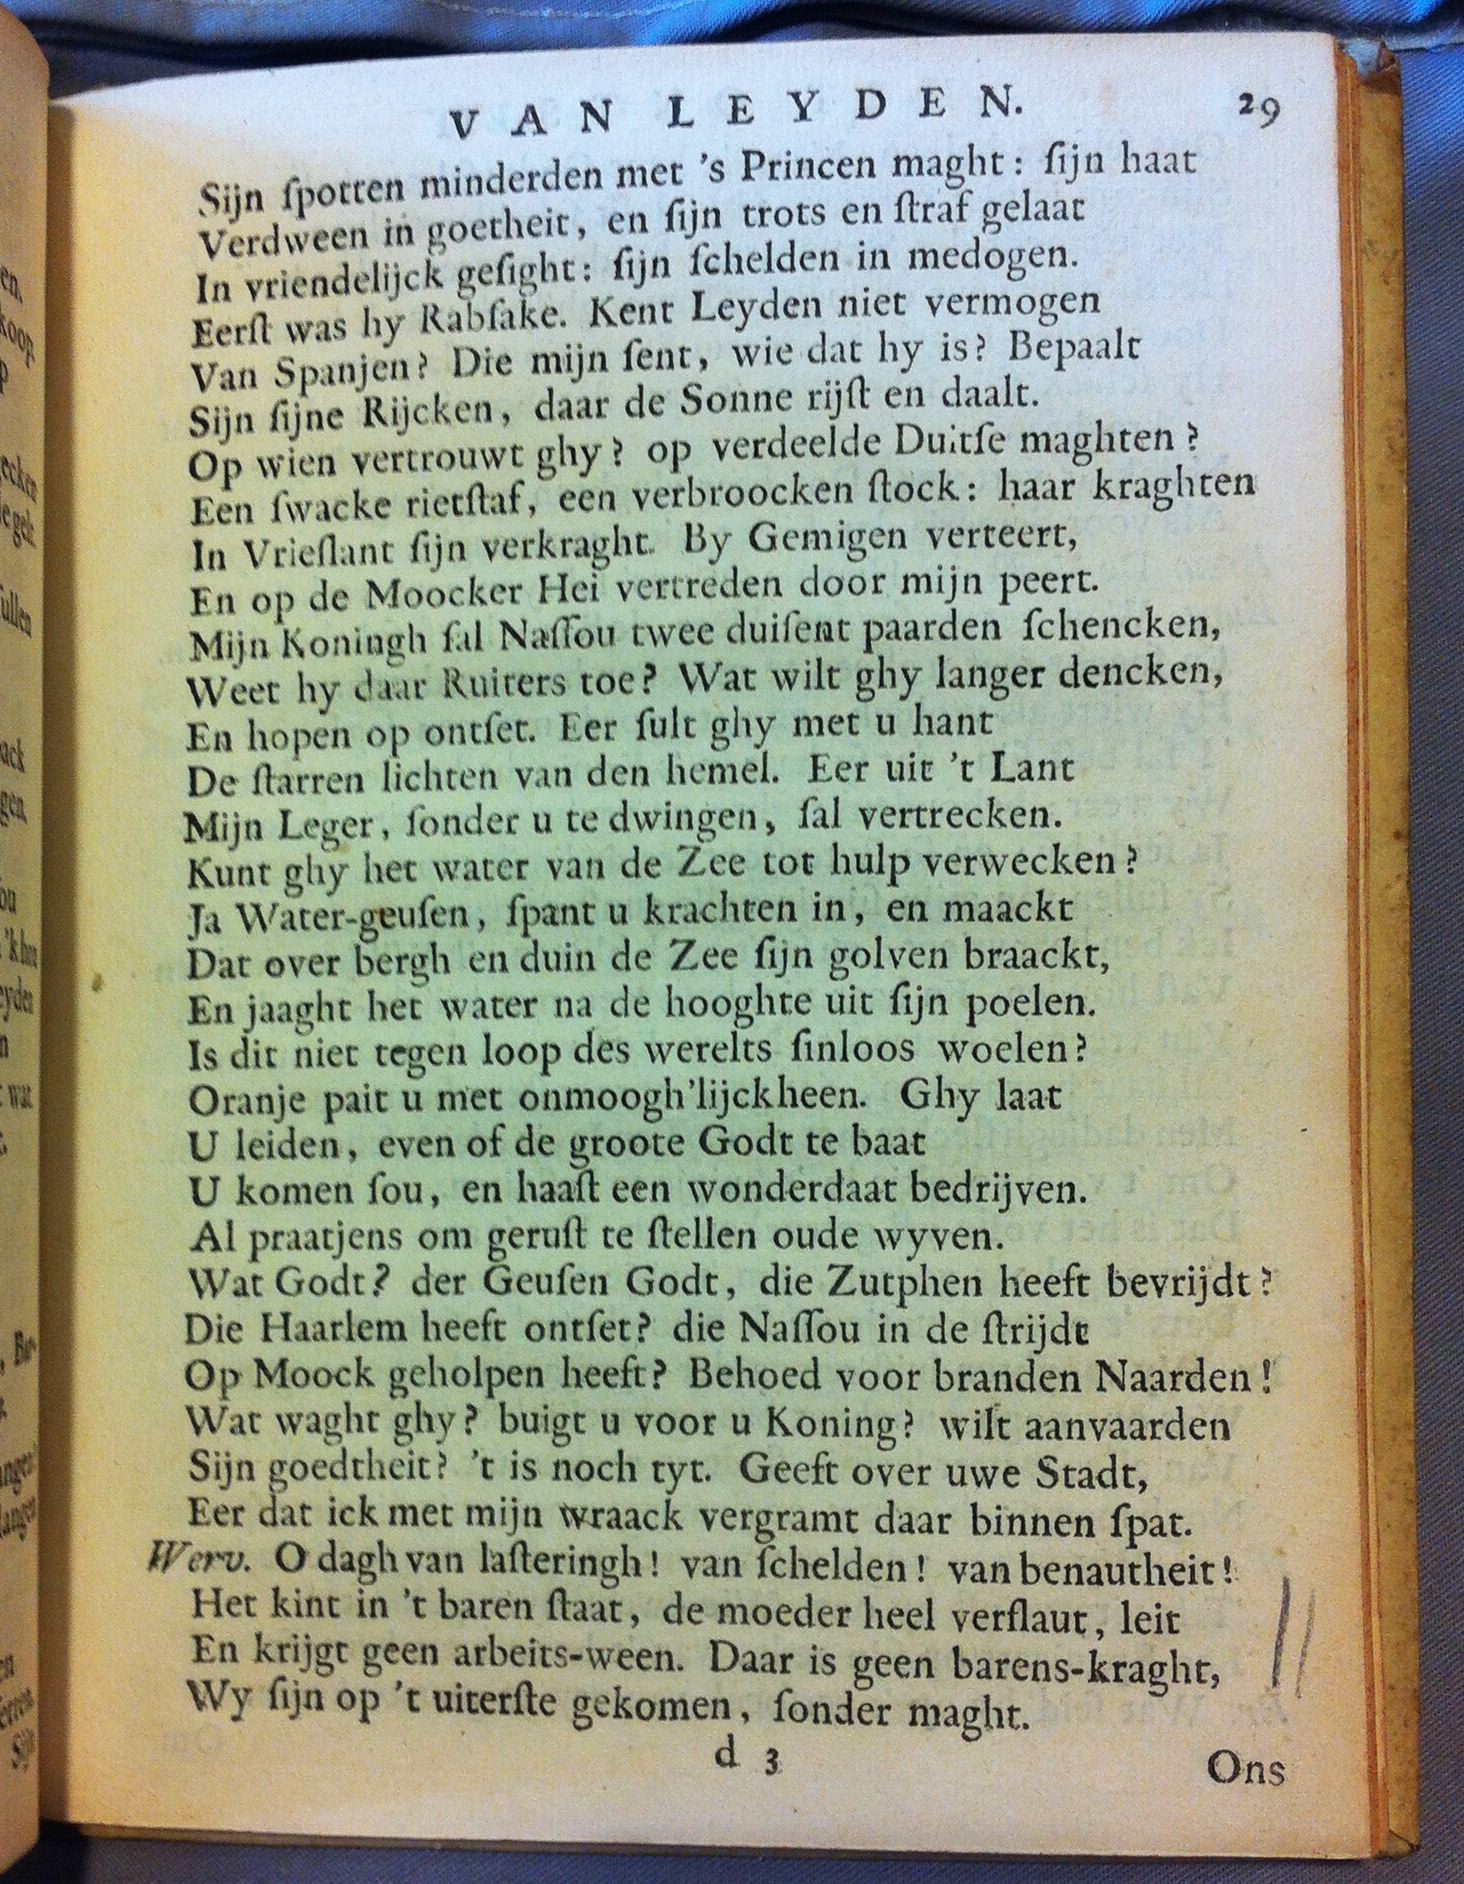 VAN LEYDEN. 29
Sijn ſpotten minderden met 's Princen maght: ſijn haat
Verdween in goetheit, en ſijn trots en ſtraf gelaat
In vriendelijck geſight: ſijn ſchelden in medogen.
Eerſt was hy Rabſake. Kent Leyden niet vermogen
Van Spanjen? Die mijn ſent, wie dat hy is? Bepaalt
Sijn ſijne Rijcken, daar de Sonne rijſt en daalt.
Op wien vertrouwt ghy? op verdeelde Duitſe maghten?
Een ſwacke rietſtaf, een verbroocken ſtock: haar kraghten
In Vrieſlant ſijn verkraght. By Gemigen verteert,
En op de Moocker Hei vertreden door mijn peert.
Mijn Koningh ſal Naſſou twee duiſent paarden ſchencken,
Weet hy daar Ruiters toe? Wat wilt ghy langer dencken,
En hopen op ontſet. Eer ſult ghy met u hant
De ſtarren lichten van den hemel. Eer uit 't Lant
Mijn Leger, ſonder u te dwingen, ſal vertrecken.
Kunt ghy het water van de Zee tot hulp verwecken?
Ja Water-geuſen, ſpant u krachten in, en maackt
Dat over bergh en duin de Zee ſijn golven braackt,
En jaaght het water na de hooghte uit ſijn poelen.
Is dit niet tegen loop des werelts ſinloos woelen?
Oranje pait u met onmoogh'lijckheen. Ghy laat
U leiden, even of de groote Godt te baat
U komen ſou, en haaſt een wonderdaat bedrijven.
Al praatjens om geruſt te ſtellen oude wyven.
Wat Godt? der Geuſen Godt, die Zutphen heeft bevrijdt?
Die Haarlem heeft ontſet? die Naſſou in de ſtrijdt
Op Moock geholpen heeft? Behoed voor branden Naarden!
Wat waght ghy? buigt u voor u Koning? wilt aanvaarden
Sijn goedtheit? 't is noch tyt. Geeft over uwe Stadt,
Eer dat ick met mijn wraack vergramt daar binnen ſpat.
Werv. O dagh van laſteringh! van ſchelden! van benautheit!
Het kint in 't baren ſtaat, de moeder heel verflaut, leit
En krijgt geen arbeits-ween. Daar is geen barens-kraght,
Wy ſijn op 't uiterſte gekomen, ſonder maght.
d 3
Ons